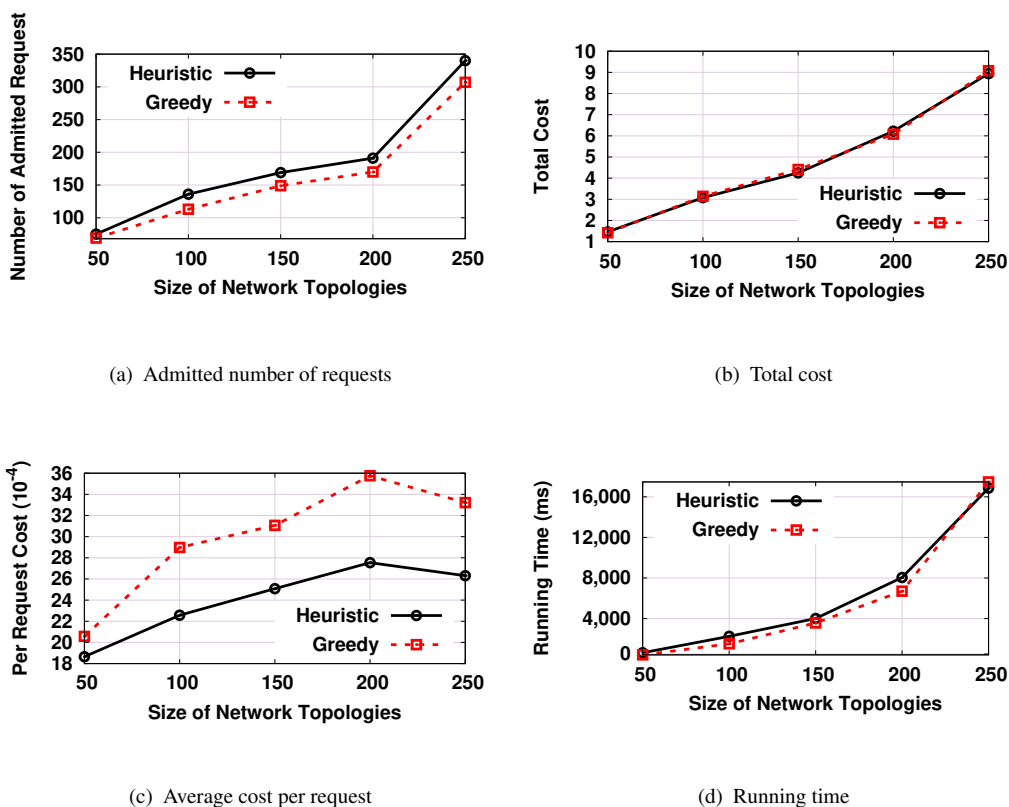 Number of Admitted Request
350
300
250
200
150
100
Heuristic
Greedy
50 100 150 200 250
Size of Network Topologies
(a) Admitted number of requests
Total Cost
10
9
8
7
6
5
4
3
2
1
Heuristic
Greedy
50 100 150 200 250
Size of Network Topologies
(b) Total cost
Per Request Cost (10^-4)
36
34
32
30
28
26
24
22
20
18
Heuristic
Greedy
50 100 150 200 250
Size of Network Topologies
(c) Average cost per request
Running Time (ms)
16,000
12,000
8,000
4,000
0
Heuristic
Greedy
50 100 150 200 250
Size of Network Topologies
(d) Running time